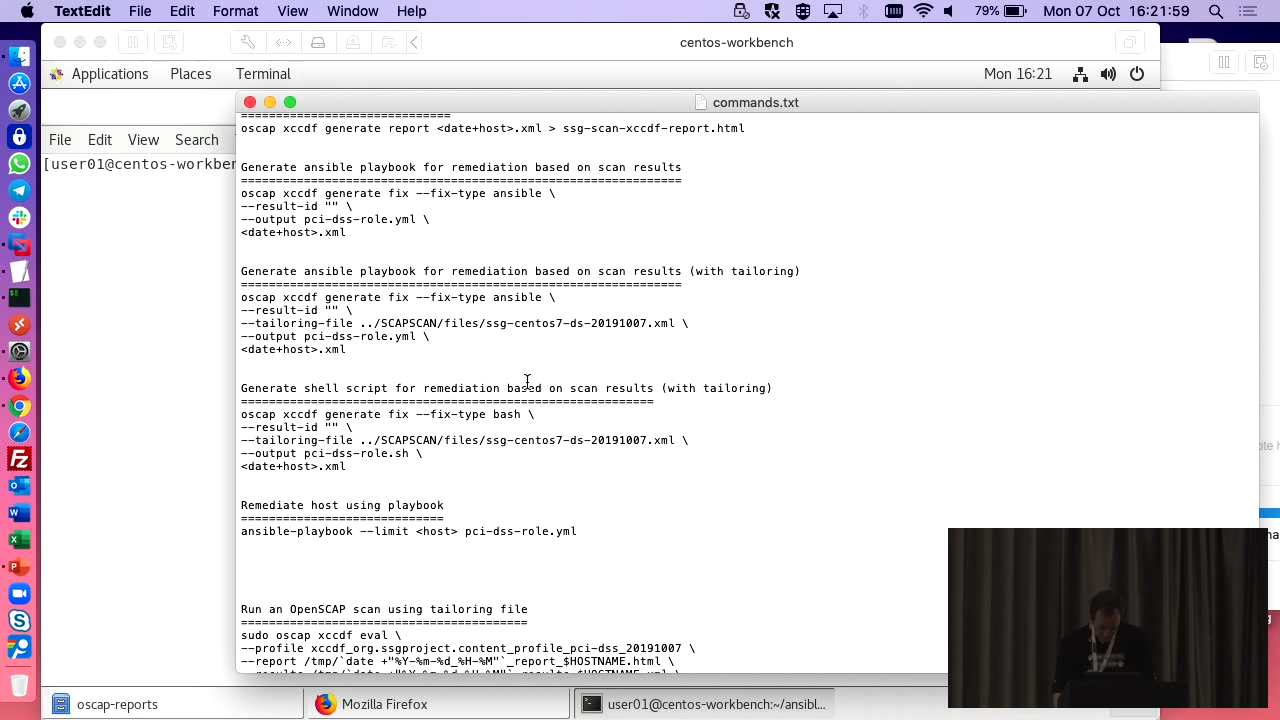 TextEdit File Edit Format View Window Help 79% Mon 07 Oct 16:21:59
centos-workbench
Applications Places Terminal Mon 16:21
commands.txt
File Edit View Search
[user01@centos-workben
===========================
oscap xccdf generate report <date+host>.xml > ssg-scan-xccdf-report.html
Generate ansible playbook for remediation based on scan results
===============================================================
oscap xccdf generate fix --fix-type ansible \
--result-id "" \
--output pci-dss-role.yml \
<date+host>.xml
Generate ansible playbook for remediation based on scan results (with tailoring)
===============================================================
oscap xccdf generate fix --fix-type ansible \
--result-id "" \
--tailoring-file ../SCAPSCAN/files/ssg-centos7-ds-20191007.xml \
--output pci-dss-role.yml \
<date+host>.xml
Generate shell script for remediation based on scan results (with tailoring)
===========================================================
oscap xccdf generate fix --fix-type bash \
--result-id "" \
--tailoring-file ../SCAPSCAN/files/ssg-centos7-ds-20191007.xml \
--output pci-dss-role.sh \
<date+host>.xml
Remediate host using playbook
=============================
ansible-playbook --limit <host> pci-dss-role.yml
Run an OpenSCAP scan using tailoring file
=========================================
sudo oscap xccdf eval \
--profile xccdf_org.ssgproject.content_profile_pci-dss_20191007 \
--report /tmp/`date +"%Y-%m-%d_%H-%M"`_report_$HOSTNAME.html \
oscap-reports Mozilla Firefox user01@centos-workbench:~/ansibl...